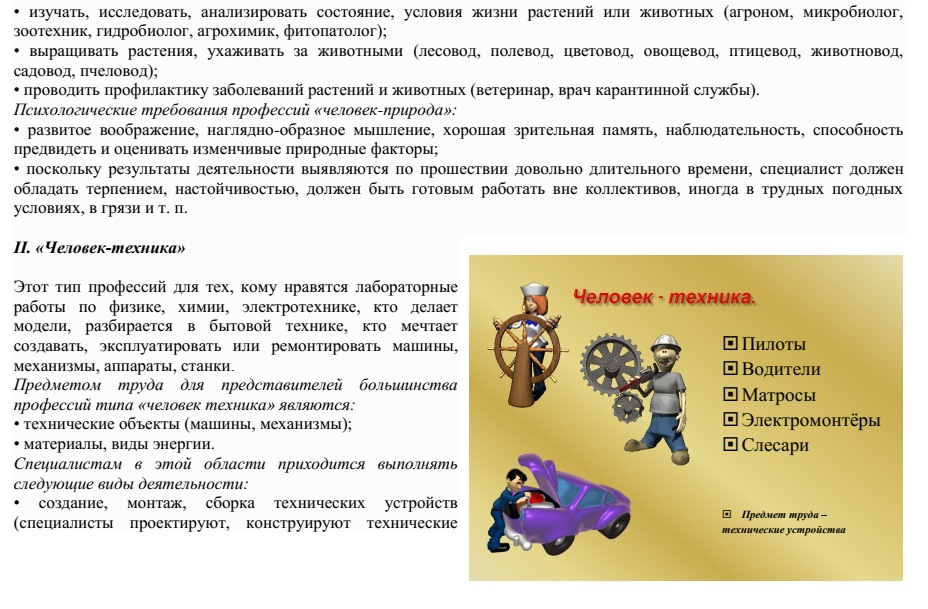 • изучать, исследовать, анализировать состояние, условия жизни растений или животных (агроном, микробиолог,
зоотехник, гидробиолог, агрохимик, фитопатолог);
• выращивать растения, ухаживать за животными (лесовод, полевод, цветовод, овощевод, птицевод, животновод,
садовод, пчеловод);
• проводить профилактику заболеваний растений и животных (ветеринар, врач карантинной службы).
Психологические требования профессий «человек-природа»:
• развитое воображение, наглядно-образное мышление, хорошая зрительная память, наблюдательность, способность
предвидеть и оценивать изменчивые природные факторы;
• поскольку результаты деятельности выявляются по прошествии довольно длительного времени, специалист должен
обладать терпением, настойчивостью, должен быть готовым работать вне коллективов, иногда в трудных погодных
условиях, в грязи и т. п.
II. «Человек-техника»
Этот тип профессий для тех, кому нравятся лабораторные
работы по физике, химии, электротехнике, кто делает
модели, разбирается в бытовой технике, кто мечтает
создавать, эксплуатировать или ремонтировать машины,
механизмы, аппараты, станки.
Предметом труда для представителей большинства
профессий типа «человек техника» являются:
• технические объекты (машины, механизмы);
• материалы, виды энергии.
Специалистам в этой области приходится выполнять
следующие виды деятельности:
• создание, монтаж, сборка технических устройств
(специалисты проектируют, конструируют технические
Человек - техника.
Пилоты
Водители
Матросы
Электромонтёры
Слесари
Предмет труда –
технические устройства